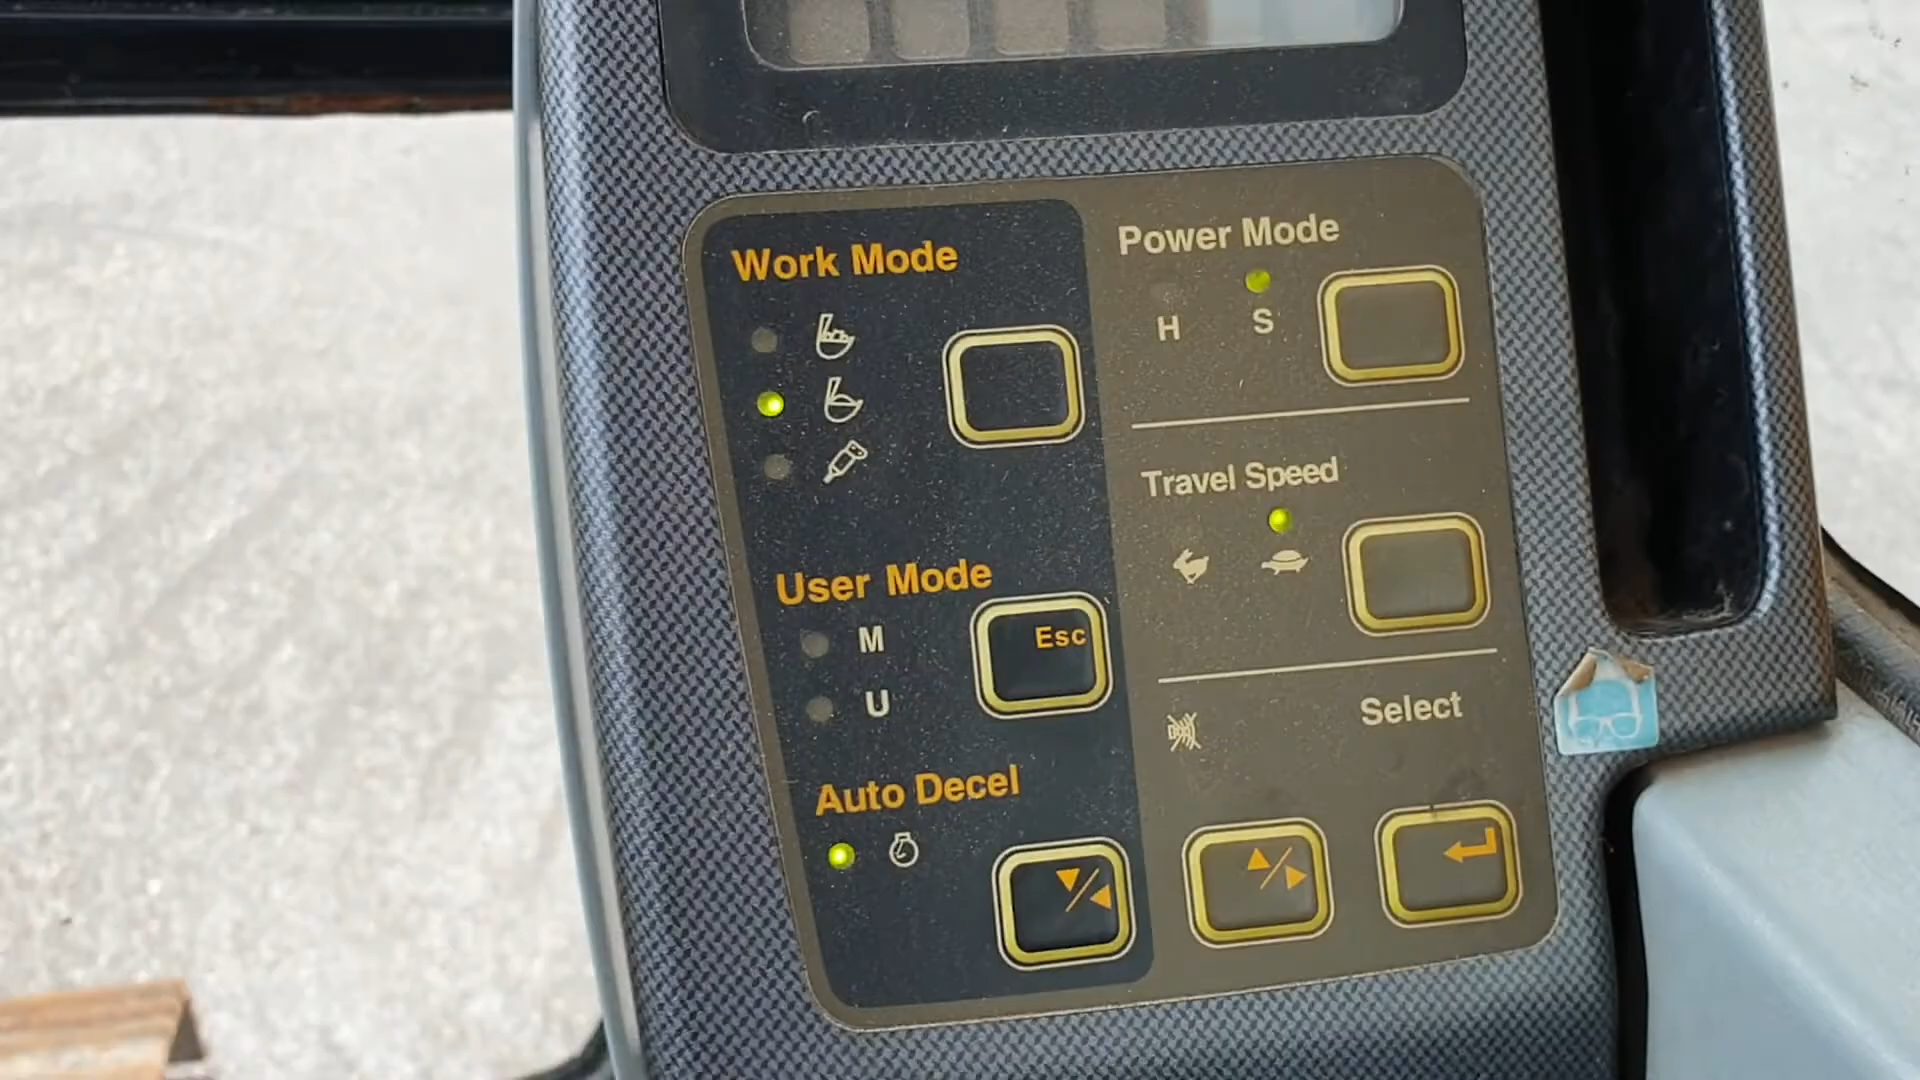 Work Mode
User Mode
M
Esc
U
Auto Decel
Power Mode
H
S
Travel Speed
Select